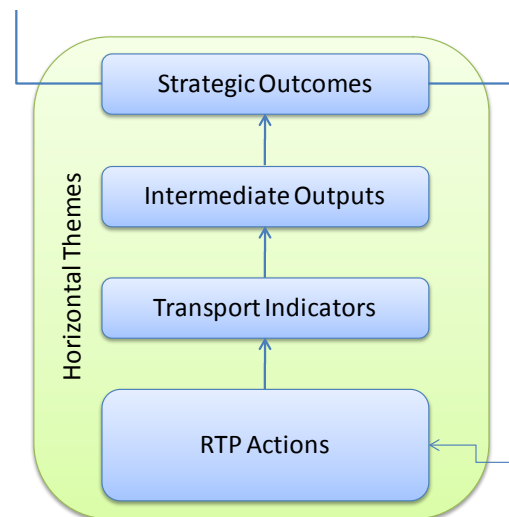 Strategic Outcomes
Intermediate Outputs
Horizontal Themes
Transport Indicators
RTP Actions